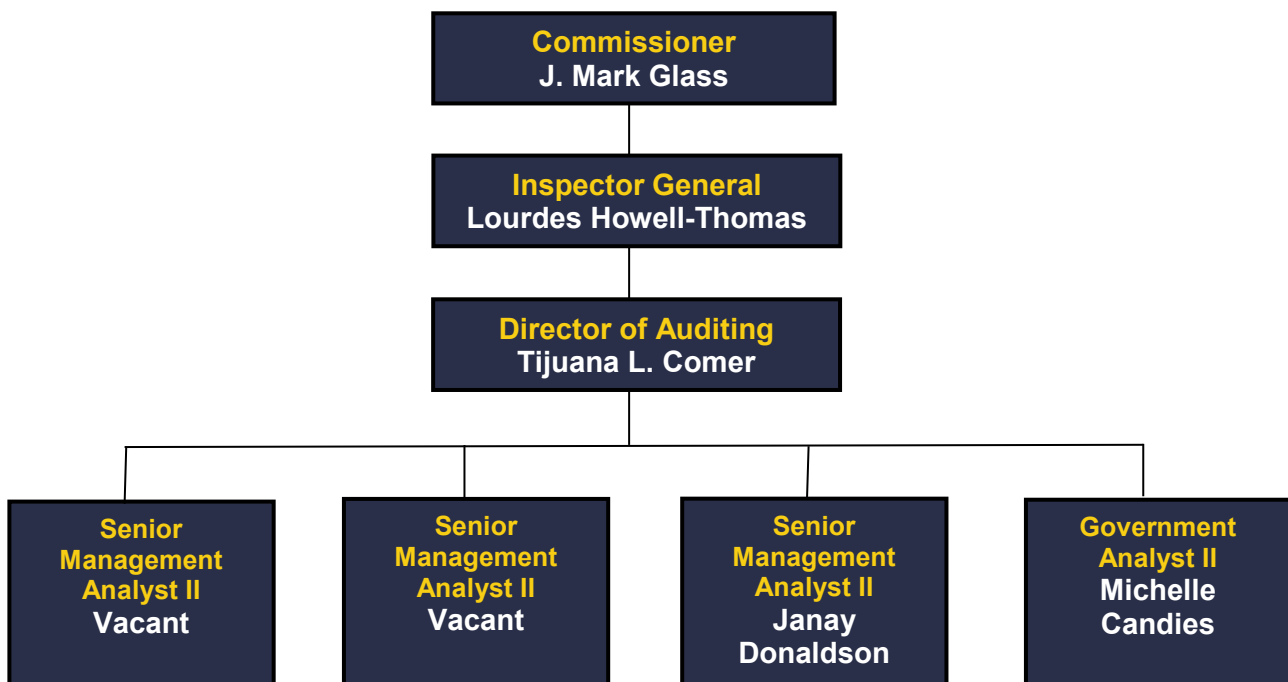 Commissioner
J. Mark Glass
Inspector General
Lourdes Howell-Thomas
Director of Auditing
Tijuana L. Comer
Senior
Management
Analyst II
Vacant
Senior
Management
Analyst II
Vacant
Senior
Management
Analyst II
Janay
Donaldson
Government
Analyst II
Michelle
Candies